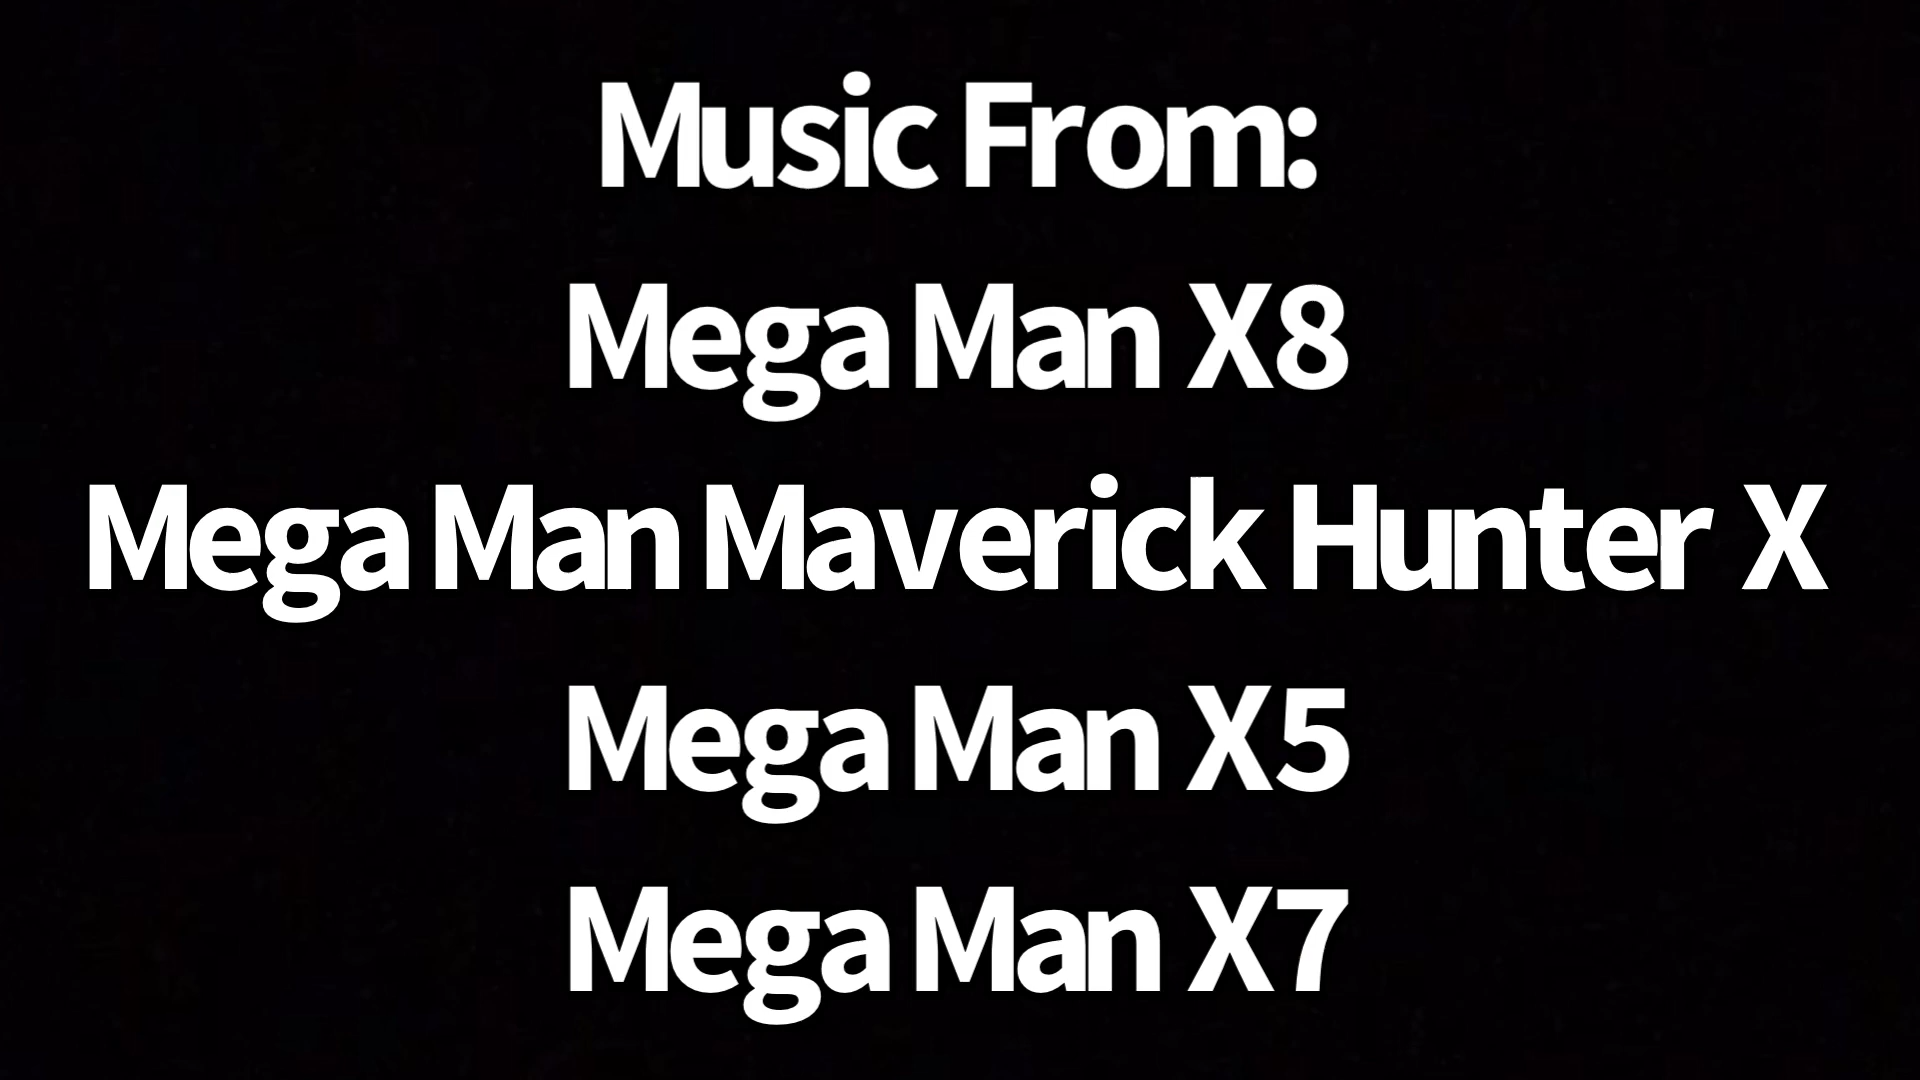 Music From:
Mega Man X8
Mega Man Maverick Hunter X
Mega Man X5
Mega Man X7